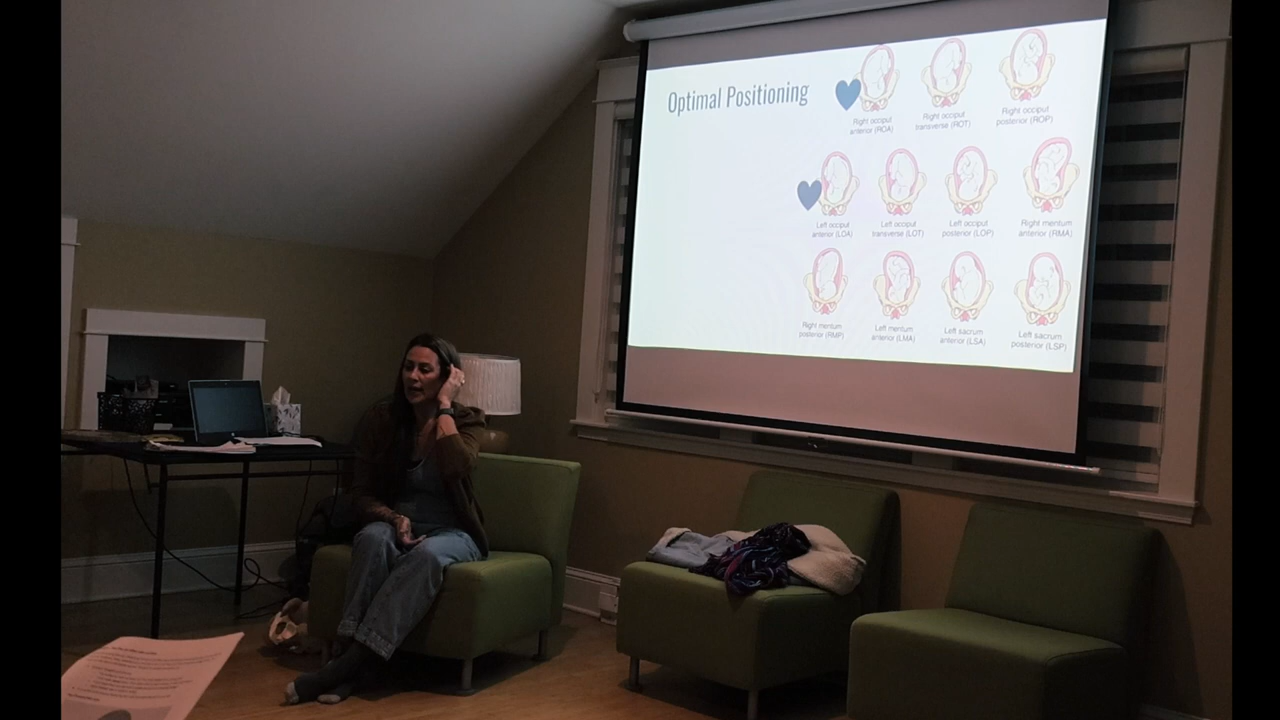 Optimal Positioning
Right occiput
anterior (ROA)
Right occiput
transverse (ROT)
Right occiput
posterior (ROP)
Left occiput
anterior (LOA)
Left occiput
transverse (LOT)
Left occiput
posterior (LOP)
Right mentum
anterior (RMA)
Right mentum
posterior (RMP)
Left mentum
anterior (LMA)
Left sacrum
anterior (LSA)
Left sacrum
posterior (LSP)